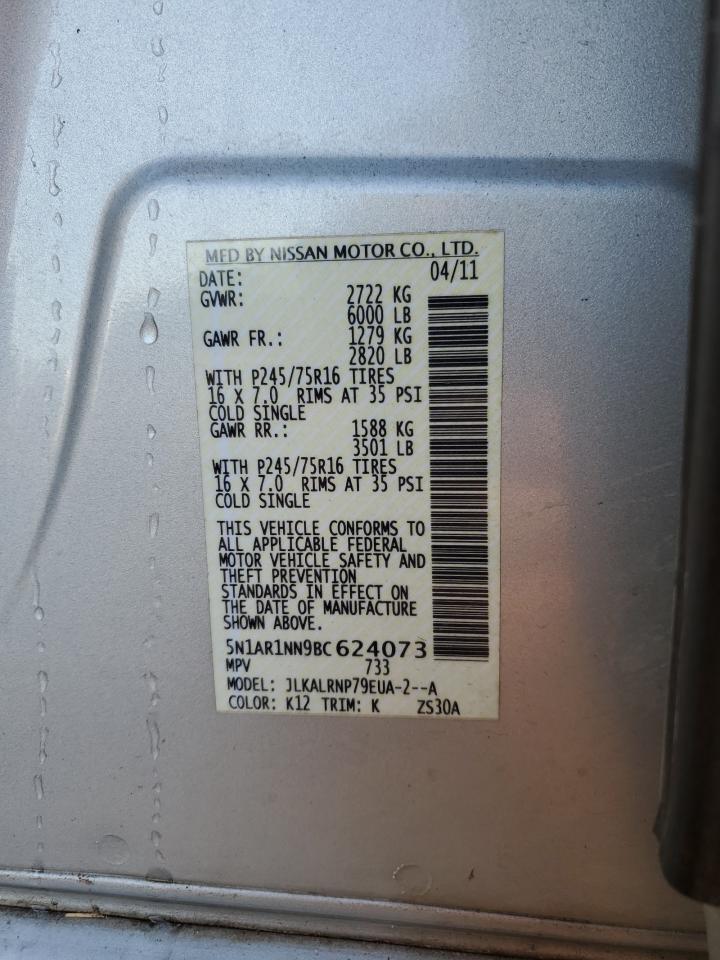 MFD BY NISSAN MOTOR CO., LTD.
DATE: 04/11
GVWR: 2722 KG
6000 LB
GAWR FR.: 1279 KG
2820 LB
WITH P245/75R16 TIRES
16 X 7.0 RIMS AT 35 PSI
COLD SINGLE
GAWR RR.: 1588 KG
3501 LB
WITH P245/75R16 TIRES
16 X 7.0 RIMS AT 35 PSI
COLD SINGLE
THIS VEHICLE CONFORMS TO
ALL APPLICABLE FEDERAL
MOTOR VEHICLE SAFETY AND
THEFT PREVENTION
STANDARDS IN EFFECT ON
THE DATE OF MANUFACTURE
SHOWN ABOVE.
5N1AR1NN9BC624073
MPV 733
MODEL: JLKALRNP79EUA-2--A
COLOR: K12 TRIM: K ZS30A